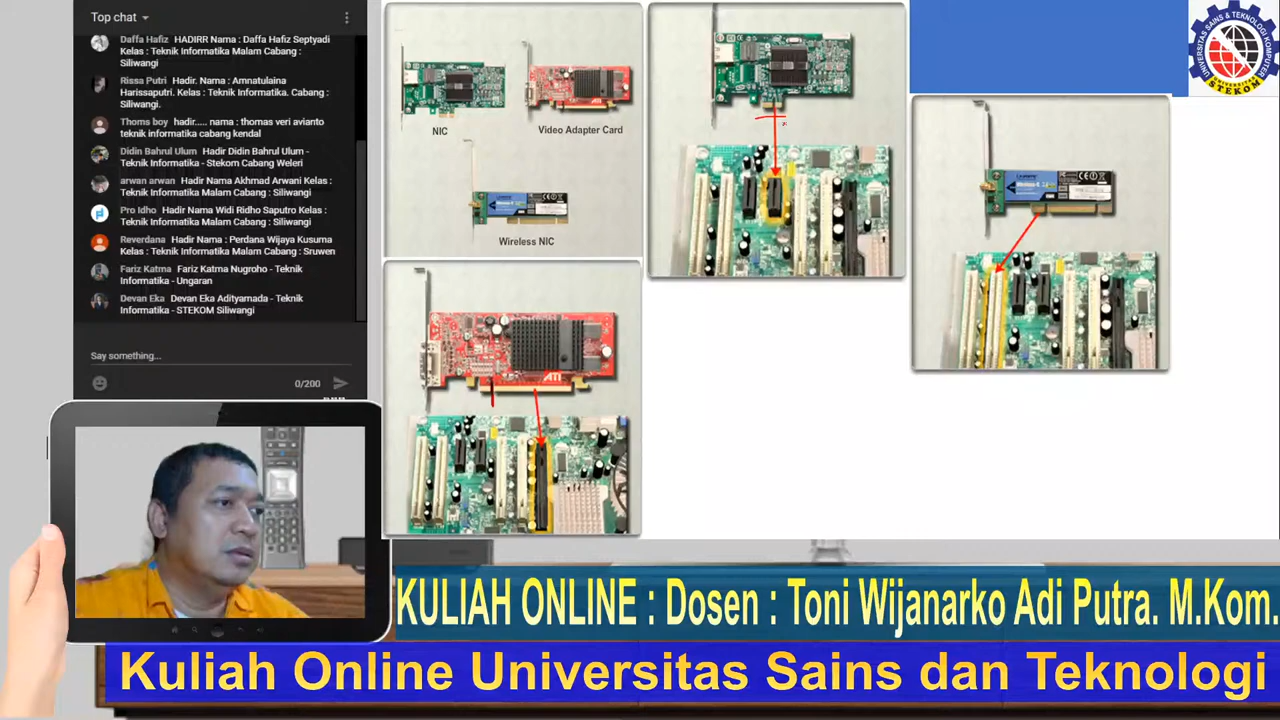 Top chat
Daffa Hafiz HADIRR Nama : Daffa Hafiz Septyadi
Kelas : Teknik Informatika Malam Cabang :
Siliwangi
Rissa Putri Hadir. Nama : Amnatulaina
Harissaputri. Kelas : Teknik Informatika. Cabang :
Siliwangi.
Thoms boy hadir..... nama : thomas veri avianto
teknik informatika cabang kendal
Didin Bahrul Ulum Hadir Didin Bahrul Ulum -
Teknik Informatika - Stekom Cabang Weleri
arwan arwan Hadir Nama Akhmad Arwani Kelas :
Teknik Informatika Malam Cabang : Siliwangi
Pro Idho Hadir Nama Widi Ridho Saputro Kelas :
Teknik Informatika Malam Cabang : Siliwangi
Reverdana Hadir Nama : Perdana Wijaya Kusuma
Kelas : Teknik Informatika Malam Cabang : Sruwen
Fariz Katma Fariz Katma Nugroho - Teknik
Informatika - Ungaran
Devan Eka Devan Eka Adityamada - Teknik
Informatika - STEKOM Siliwangi
Say something...
0/200
NIC
Video Adapter Card
Wireless NIC
ATI
UNIVERSITAS SAINS & TEKNOLOGI KOMPUTER
STEKOM
KULIAH ONLINE : Dosen : Toni Wijanarko Adi Putra. M.Kom.
Kuliah Online Universitas Sains dan Teknologi